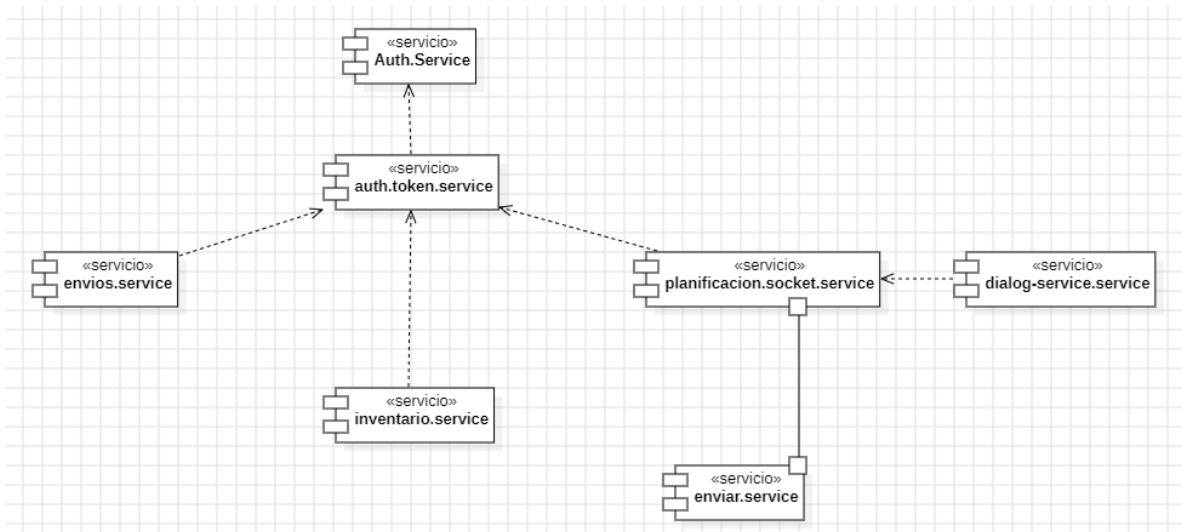 «servicio»
Auth.Service
«servicio»
auth.token.service
«servicio»
envios.service
«servicio»
planificacion.socket.service
«servicio»
dialog-service.service
«servicio»
inventario.service
«servicio»
enviar.service